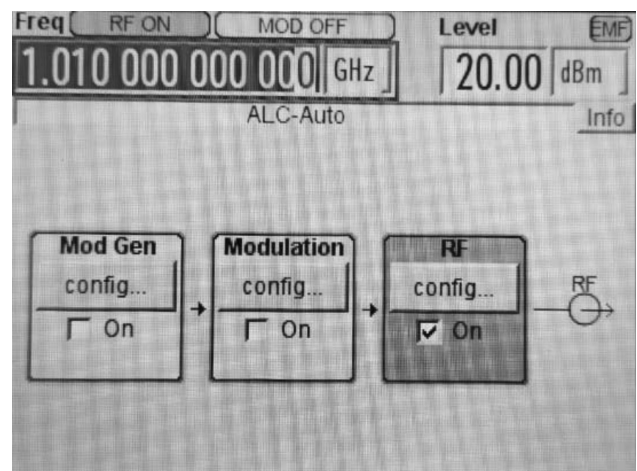 Freq RF ON MOD OFF Level EMF
1.010 000 000 000 GHz 20.00 dBm
ALC-Auto Info
Mod Gen Modulation RF
config... config... config... RF
On On On